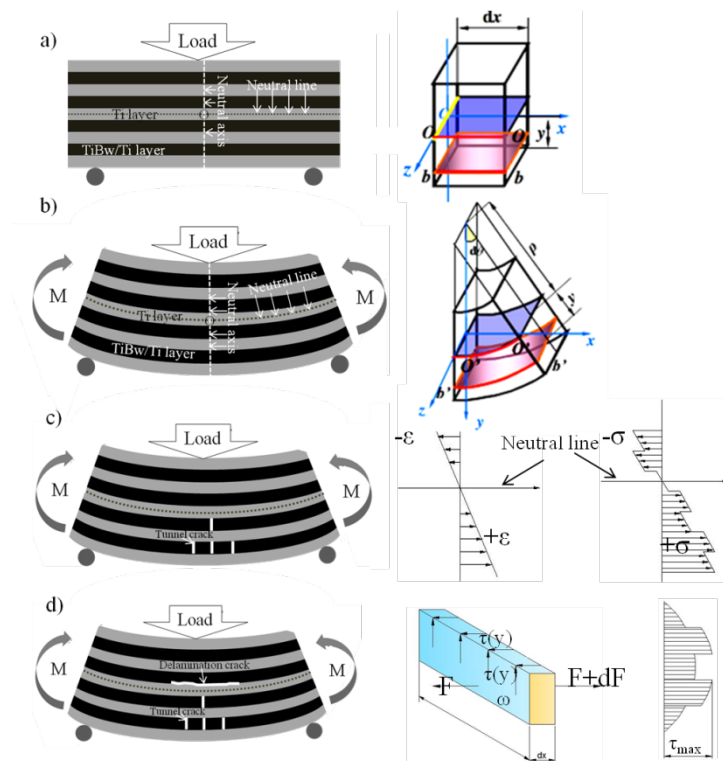 a)
Load
Neutral line
Neutral axis
Ti layer
O
TiBw/Ti layer
dx
x
y
O
O
z
b
b
b)
Load
M
M
Neutral line
Neutral axis
Ti layer
O
TiBw/Ti layer
ρ
y
x
O'
O'
b'
b'
z
y
c)
Load
M
M
Tunnel crack
-ε
Neutral line
-σ
+ε
+σ
d)
Load
M
M
Delammation crack
Tunnel crack
τ(y)
τ(y)
F
F+dF
ω
dx
τmax